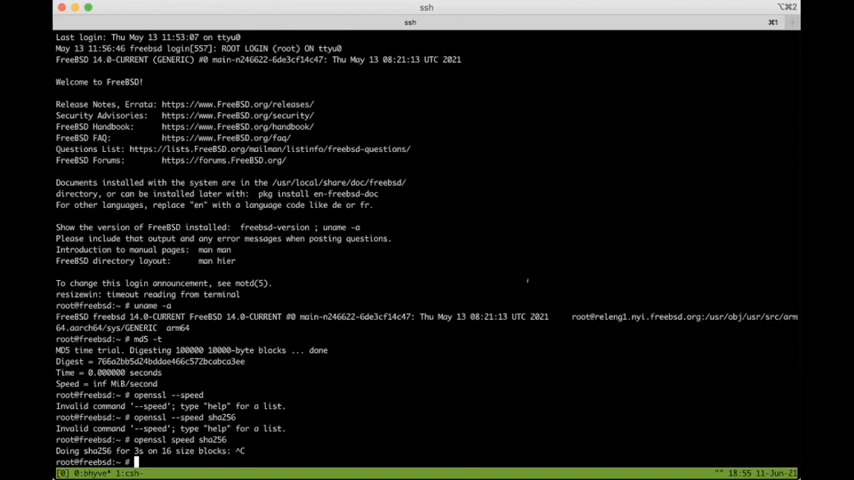 ssh
⌥⌘2
ssh
⌘1
+
Last login: Thu May 13 11:53:07 on ttyu0
May 13 11:56:46 freebsd login[557]: ROOT LOGIN (root) ON ttyu0
FreeBSD 14.0-CURRENT (GENERIC) #0 main-n246622-6de3cf14c47: Thu May 13 08:21:13 UTC 2021
Welcome to FreeBSD!
Release Notes, Errata: https://www.FreeBSD.org/releases/
Security Advisories:   https://www.FreeBSD.org/security/
FreeBSD Handbook:      https://www.FreeBSD.org/handbook/
FreeBSD FAQ:           https://www.FreeBSD.org/faq/
Questions List: https://lists.FreeBSD.org/mailman/listinfo/freebsd-questions/
FreeBSD Forums:        https://forums.FreeBSD.org/
Documents installed with the system are in the /usr/local/share/doc/freebsd/
directory, or can be installed later with:  pkg install en-freebsd-doc
For other languages, replace "en" with a language code like de or fr.
Show the version of FreeBSD installed:  freebsd-version ; uname -a
Please include that output and any error messages when posting questions.
Introduction to manual pages:  man man
FreeBSD directory layout:      man hier
To change this login announcement, see motd(5).
resizewin: timeout reading from terminal
root@freebsd:~ # uname -a
FreeBSD freebsd 14.0-CURRENT FreeBSD 14.0-CURRENT #0 main-n246622-6de3cf14c47: Thu May 13 08:21:13 UTC 2021     root@releng1.nyi.freebsd.org:/usr/obj/usr/src/arm
64.aarch64/sys/GENERIC  arm64
root@freebsd:~ # md5 -t
MD5 time trial. Digesting 100000 10000-byte blocks ... done
Digest = 766a2bb5d24bddae466c572bcabca3ee
Time = 0.000000 seconds
Speed = inf MiB/second
root@freebsd:~ # openssl --speed
Invalid command '--speed'; type "help" for a list.
root@freebsd:~ # openssl --speed sha256
Invalid command '--speed'; type "help" for a list.
root@freebsd:~ # openssl speed sha256
Doing sha256 for 3s on 16 size blocks: ^C
root@freebsd:~ #
[0] 0:bhyve* 1:csh-
"" 18:55 11-Jun-21